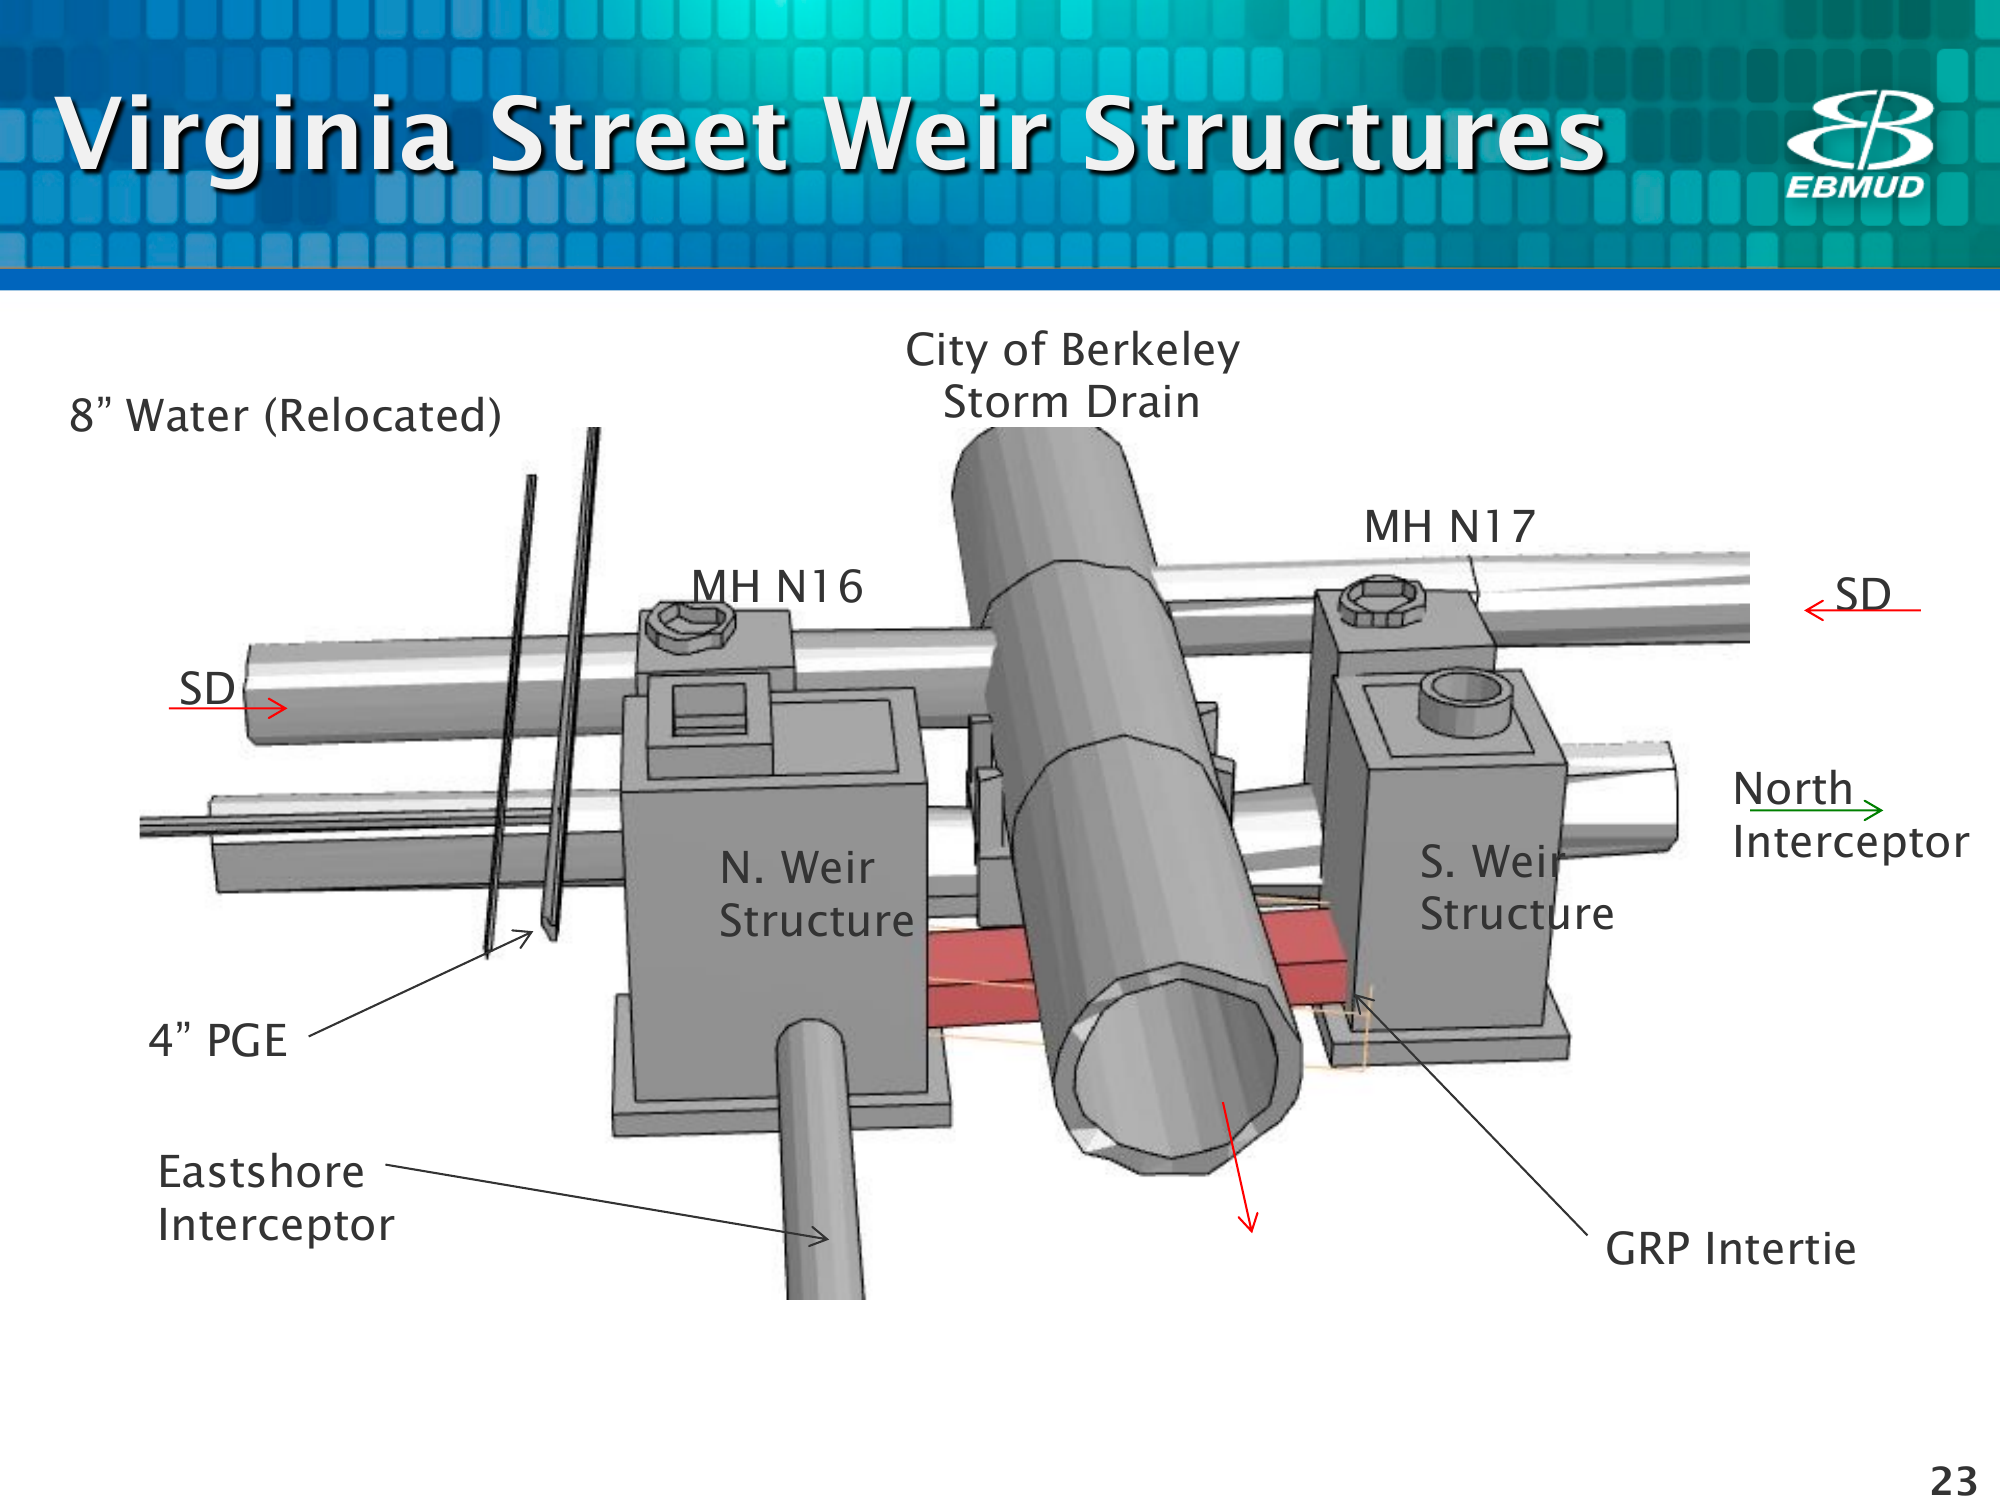 Virginia Street Weir Structures
EBMUD
City of Berkeley
Storm Drain
8” Water (Relocated)
MH N17
MH N16
SD
SD
North
Interceptor
N. Weir
Structure
S. Weir
Structure
4” PGE
Eastshore
Interceptor
GRP Intertie
23